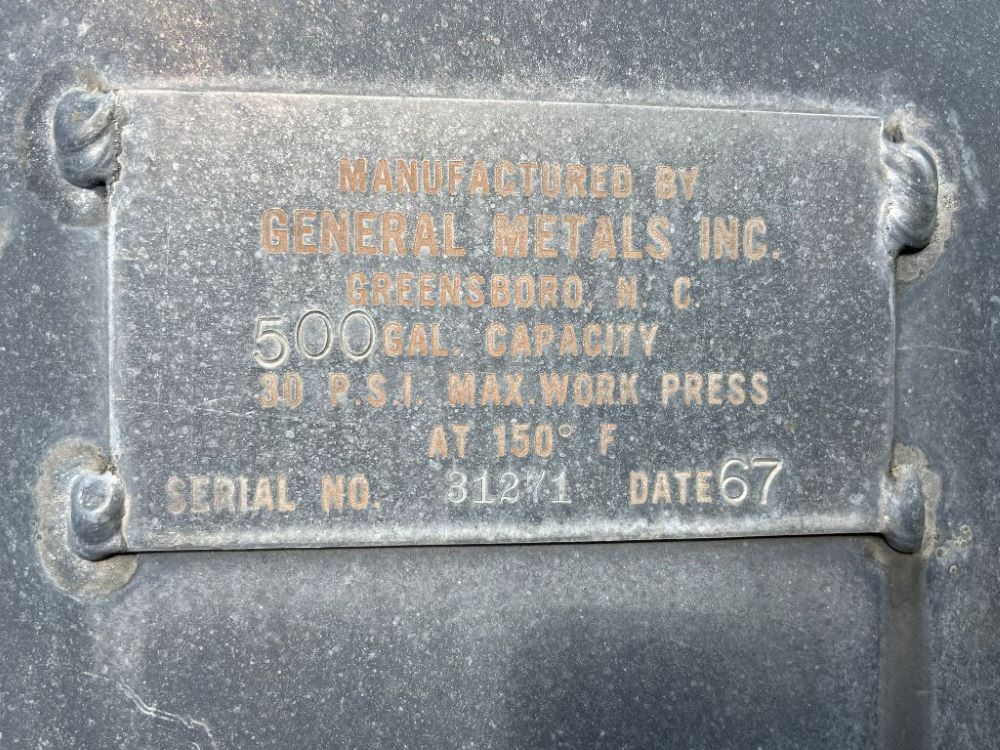 MANUFACTURED BY
GENERAL METALS INC.
GREENSBORO, N. C.
500 GAL. CAPACITY
30 P.S.I. MAX. WORK PRESS
AT 150° F
SERIAL NO. 31271 DATE 67